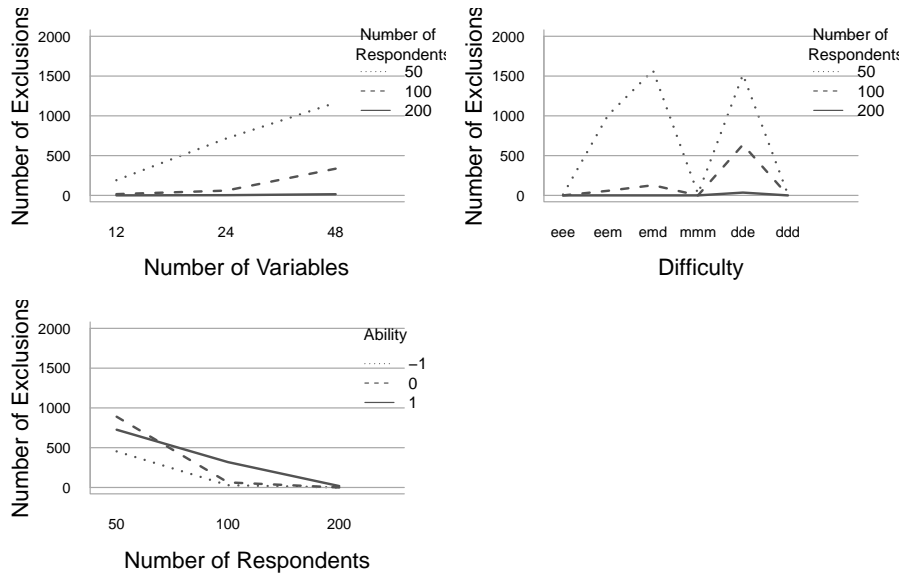 Number of Exclusions
2000
1500
1000
500
0
12
24
48
Number of Variables
Number of
Respondents
50
100
200
Number of Exclusions
2000
1500
1000
500
0
eee
eem
emd
mmm
dde
ddd
Difficulty
Number of
Respondents
50
100
200
Number of Exclusions
2000
1500
1000
500
0
50
100
200
Number of Respondents
Ability
−1
0
1